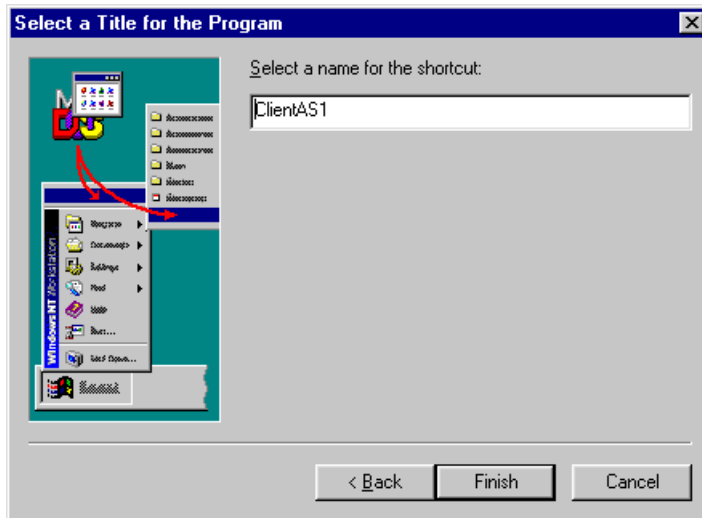 Select a Title for the Program
Select a name for the shortcut:
ClientAS1
Windows NT Workstation
< Back
Finish
Cancel